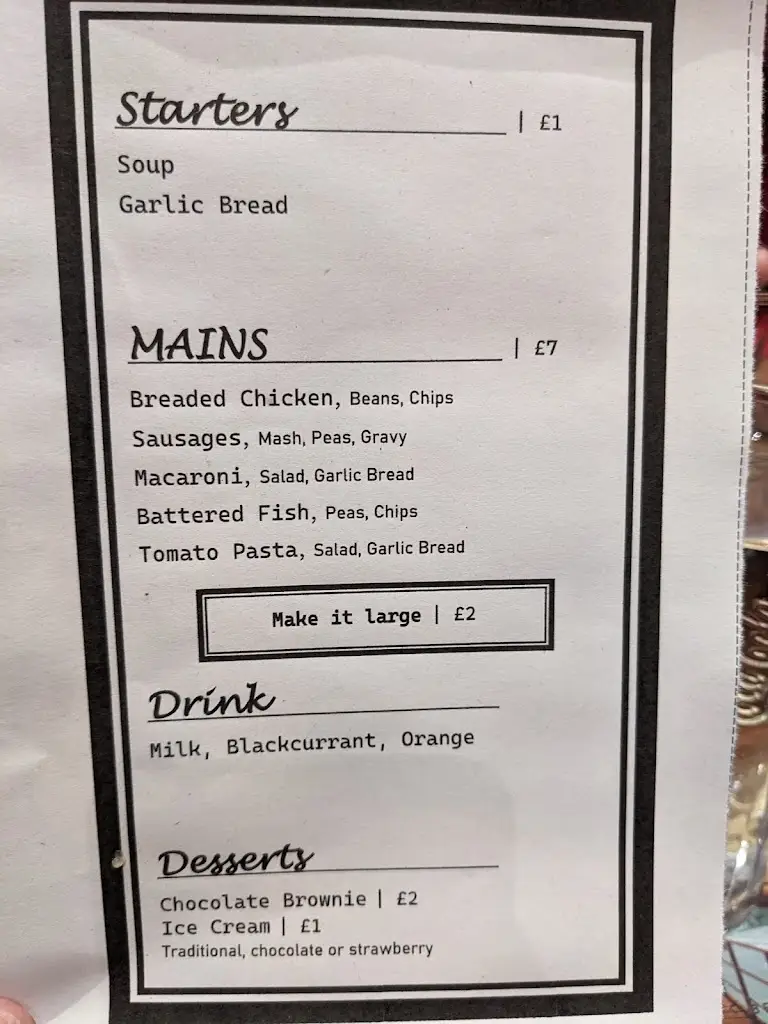 Starters | £1
Soup
Garlic Bread
MAINS | £7
Breaded Chicken, Beans, Chips
Sausages, Mash, Peas, Gravy
Macaroni, Salad, Garlic Bread
Battered Fish, Peas, Chips
Tomato Pasta, Salad, Garlic Bread
Make it large | £2
Drink
Milk, Blackcurrant, Orange
Desserts
Chocolate Brownie | £2
Ice Cream | £1
Traditional, chocolate or strawberry